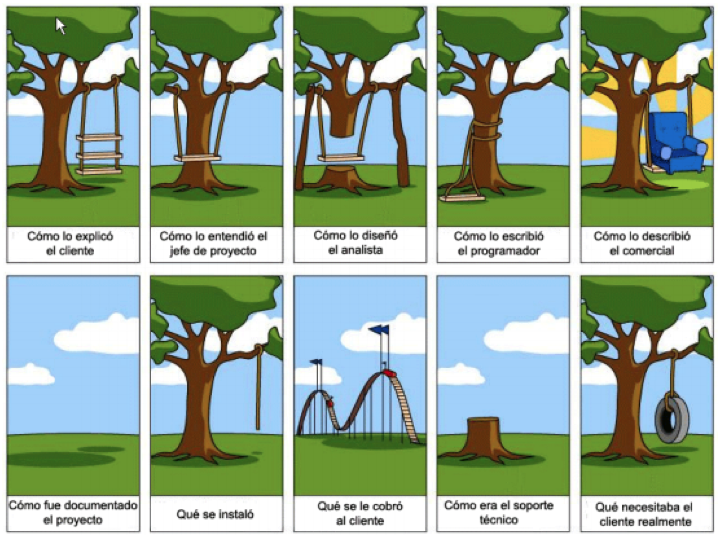 Cómo lo explicó
el cliente
Cómo lo entendió el
jefe de proyecto
Cómo lo diseñó
el analista
Cómo lo escribió
el programador
Cómo lo describió
el comercial
Cómo fue documentado
el proyecto
Qué se instaló
Qué se le cobró
al cliente
Cómo era el soporte
técnico
Qué necesitaba el
cliente realmente